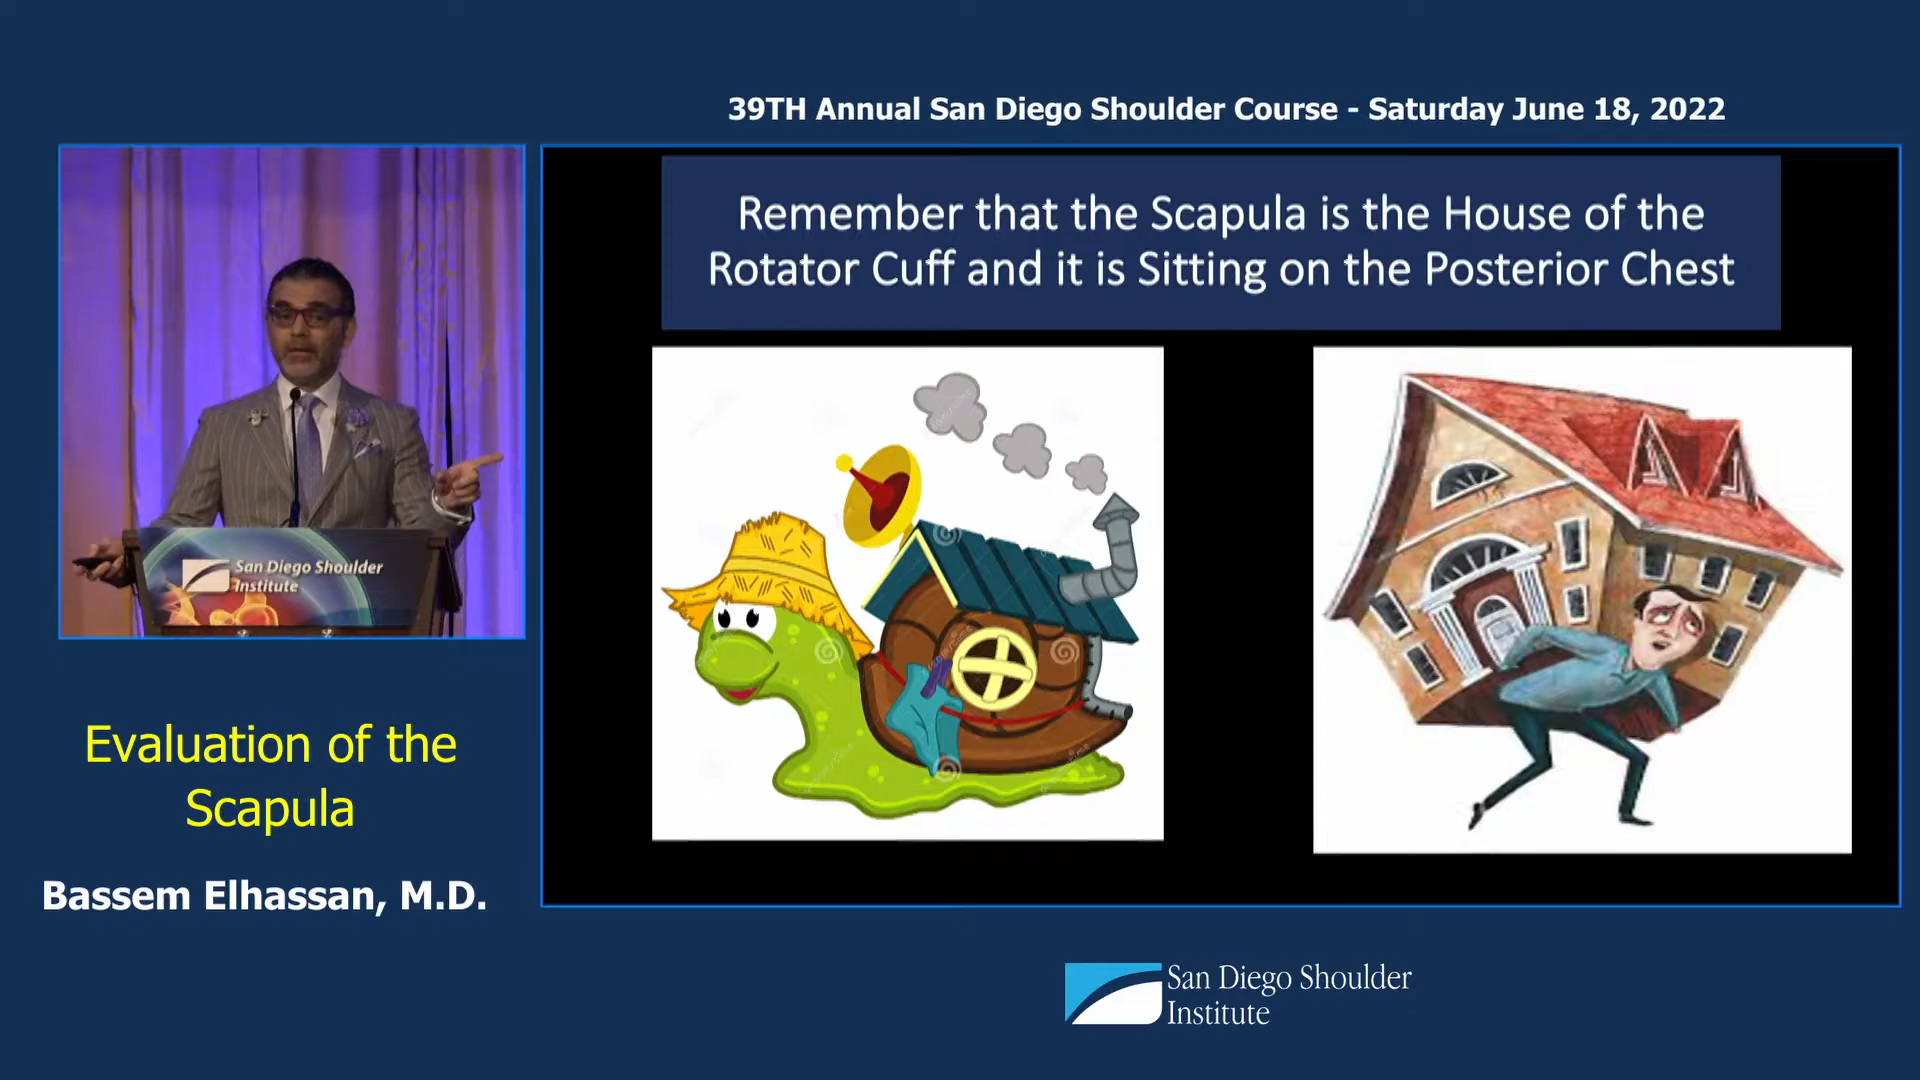 39TH Annual San Diego Shoulder Course - Saturday June 18, 2022
Remember that the Scapula is the House of the
Rotator Cuff and it is Sitting on the Posterior Chest
San Diego Shoulder
Institute
Evaluation of the
Scapula
Bassem Elhassan, M.D.
San Diego Shoulder
Institute